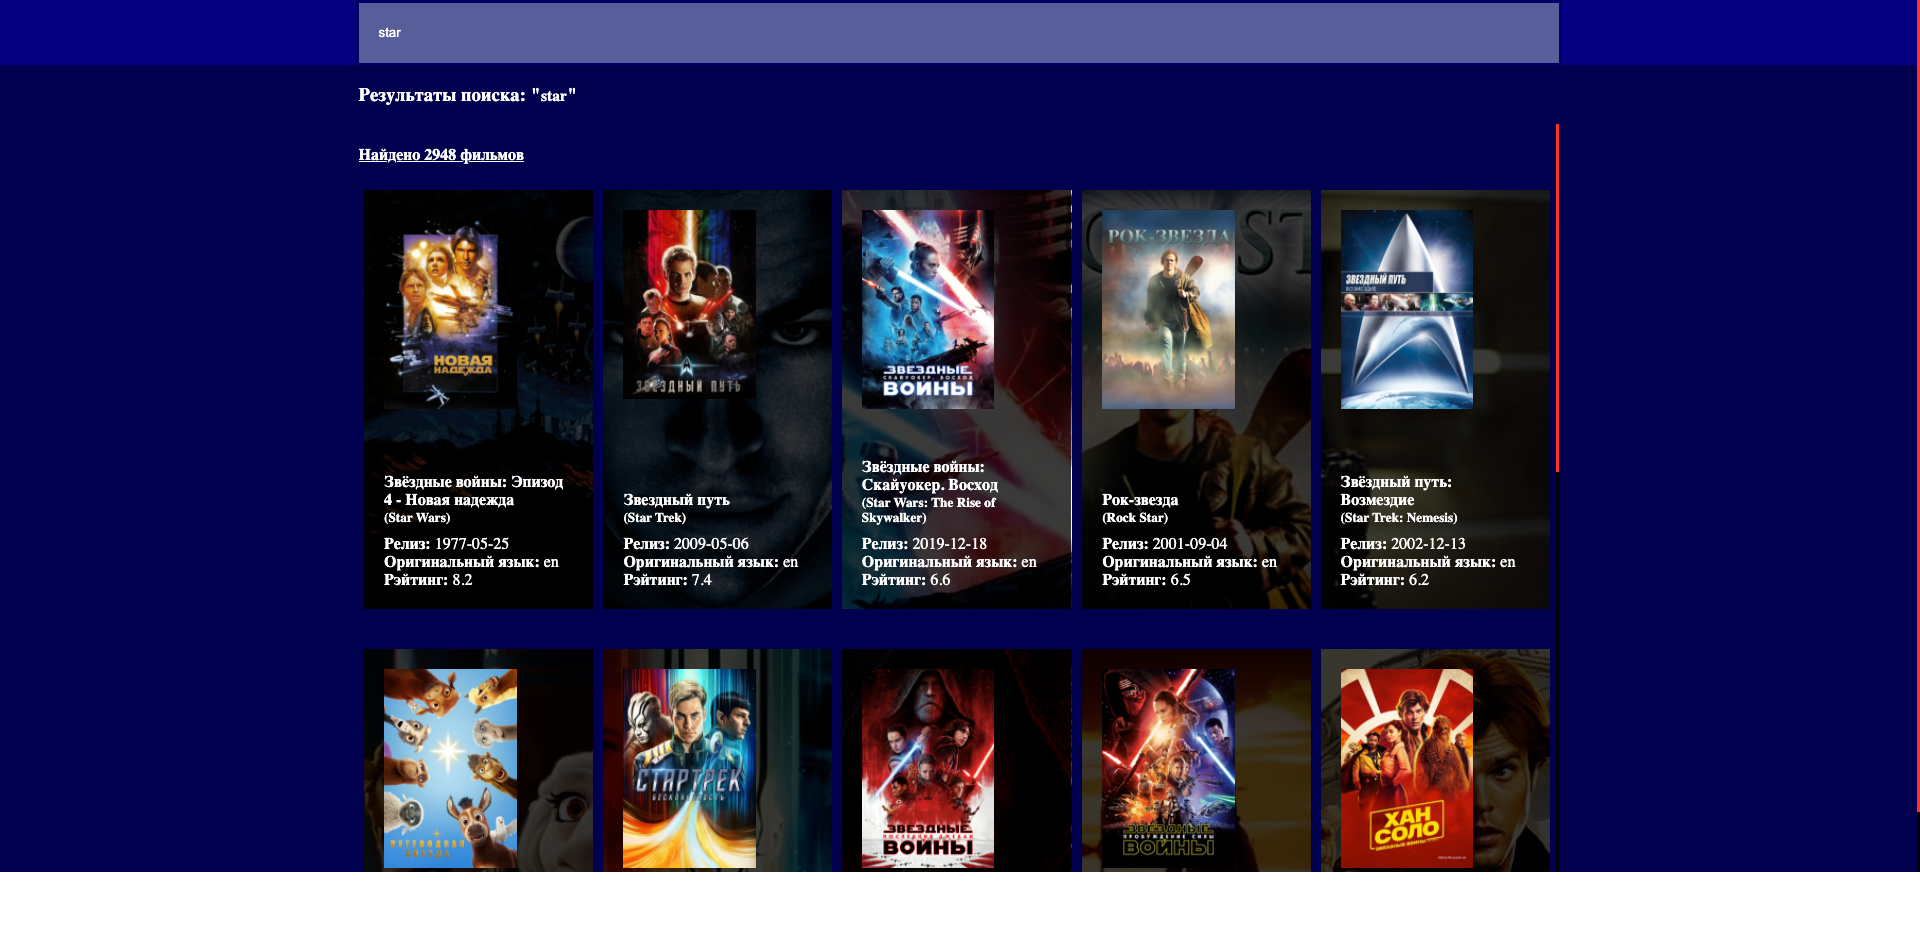 star
Результаты поиска: "star"
Найдено 2948 фильмов
НОВАЯ
НАДЕЖДА
ЗВЕЗДНЫЙ ПУТЬ
ЗВЕЗДНЫЕ
СКАЙУОКЕР. ВОСХОД
ВОЙНЫ
РОК-ЗВЕЗДА
ЗВЕЗДНЫЙ ПУТЬ
ВОЗМЕЗДИЕ
Звёздные войны: Эпизод
4 - Новая надежда
(Star Wars)
Релиз: 1977-05-25
Оригинальный язык: en
Рэйтинг: 8.2
Звездный путь
(Star Trek)
Релиз: 2009-05-06
Оригинальный язык: en
Рэйтинг: 7.4
Звёздные войны:
Скайуокер. Восход
(Star Wars: The Rise of
Skywalker)
Релиз: 2019-12-18
Оригинальный язык: en
Рэйтинг: 6.6
Рок-звезда
(Rock Star)
Релиз: 2001-09-04
Оригинальный язык: en
Рэйтинг: 6.5
Звёздный путь:
Возмездие
(Star Trek: Nemesis)
Релиз: 2002-12-13
Оригинальный язык: en
Рэйтинг: 6.2
ПУТЕВОДНАЯ
ЗВЕЗДА
СТАРТРЕК
БЕСКОНЕЧНОСТЬ
ЗВЕЗДНЫЕ
ПОСЛЕДНИЕ ДЖЕДАИ
ВОЙНЫ
ЗВЕЗДНЫЕ
ПРОБУЖДЕНИЕ СИЛЫ
ВОЙНЫ
ХАН
СОЛО